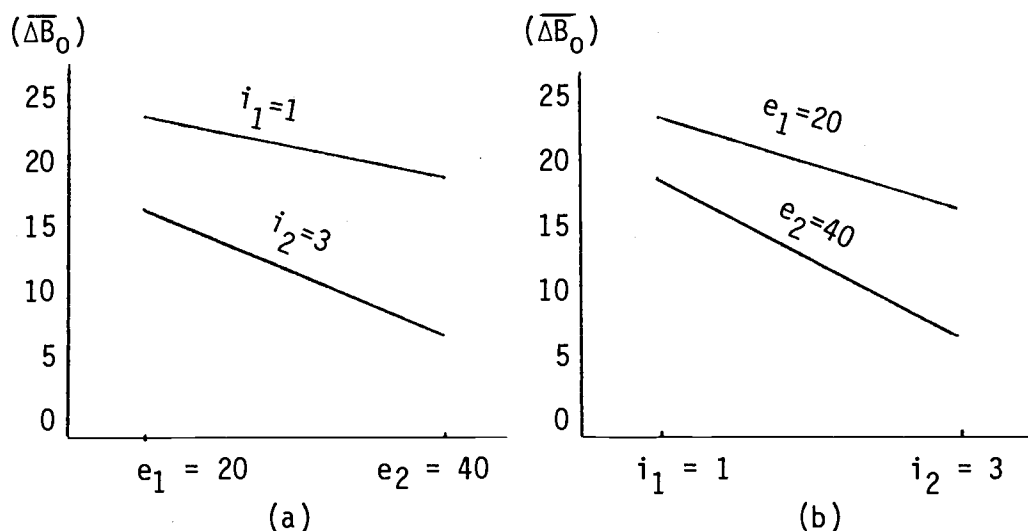 (ΔB̅₀)
25
20
15
10
5
0
i₁=1
i₂=3
e₁ = 20 e₂ = 40
(a)
(ΔB̅₀)
25
20
15
10
5
0
e₁=20
e₂=40
i₁ = 1 i₂ = 3
(b)